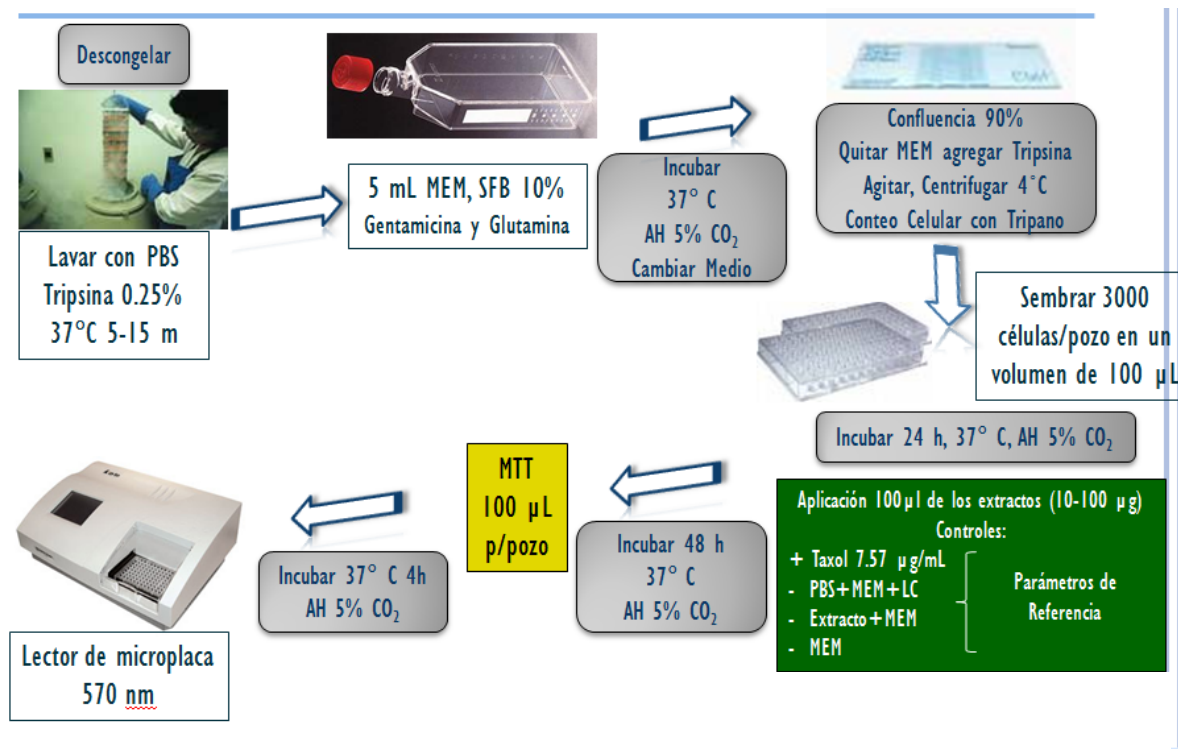 Descongelar
Lavar con PBS
Tripsina 0.25%
37°C 5-15 m
5 mL MEM, SFB 10%
Gentamicina y Glutamina
Incubar
37° C
AH 5% CO₂
Cambiar Medio
Confluencia 90%
Quitar MEM agregar Tripsina
Agitar, Centrifugar 4°C
Conteo Celular con Tripano
Sembrar 3000
células/pozo en un
volumen de 100 µL
Incubar 24 h, 37° C, AH 5% CO₂
Aplicación 100µl de los extractos (10-100 µg)
Controles:
+ Taxol 7.57 µg/mL
- PBS+MEM+LC
- Extracto+MEM
- MEM
Parámetros de
Referencia
Incubar 48 h
37° C
AH 5% CO₂
MTT
100 µL
p/pozo
Incubar 37° C 4h
AH 5% CO₂
Lector de microplaca
570 nm